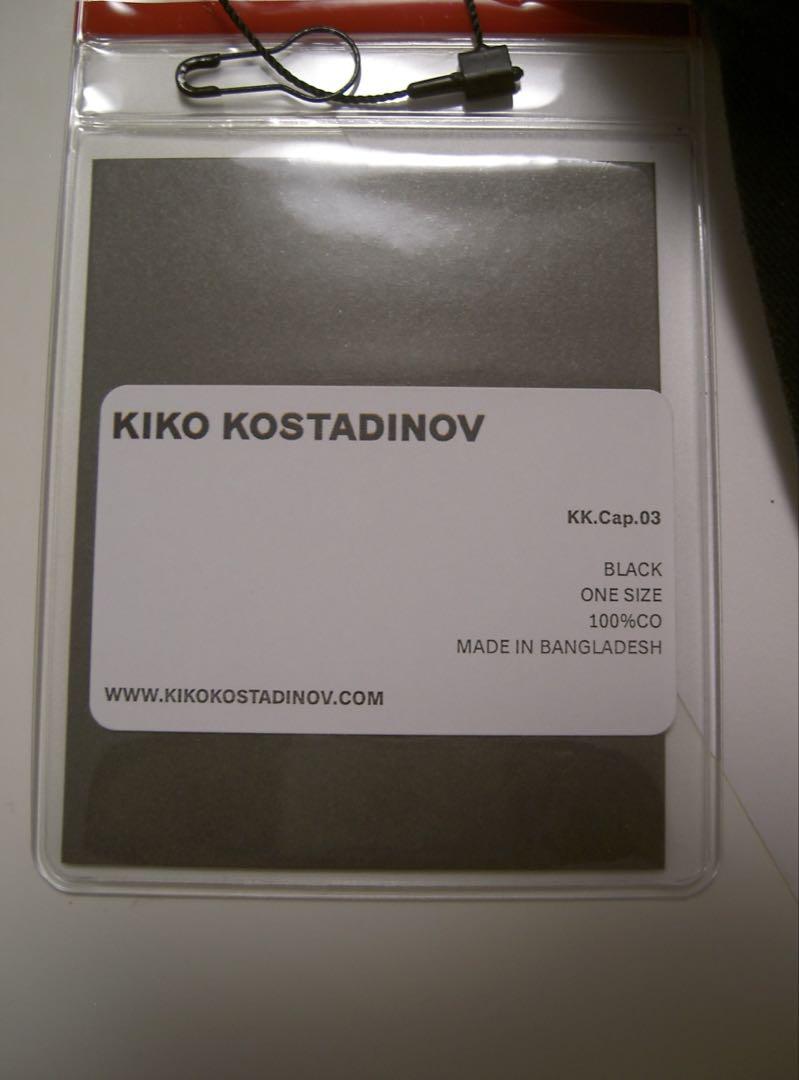 KIKO KOSTADINOV
KK.Cap.03
BLACK
ONE SIZE
100%CO
MADE IN BANGLADESH
WWW.KIKOKOSTADINOV.COM